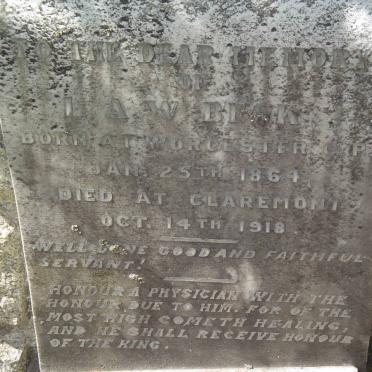 TO THE DEAR MEMORY
OF
J. A. W. BECK
BORN AT WORCESTER C.P.
JAN. 25TH 1864
DIED AT CLAREMONT
OCT. 14TH 1918
'WELL DONE GOOD AND FAITHFUL
SERVANT!'
HONOUR A PHYSICIAN WITH THE
HONOUR DUE TO HIM. FOR OF THE
MOST HIGH COMETH HEALING,
AND HE SHALL RECEIVE HONOUR
OF THE KING.